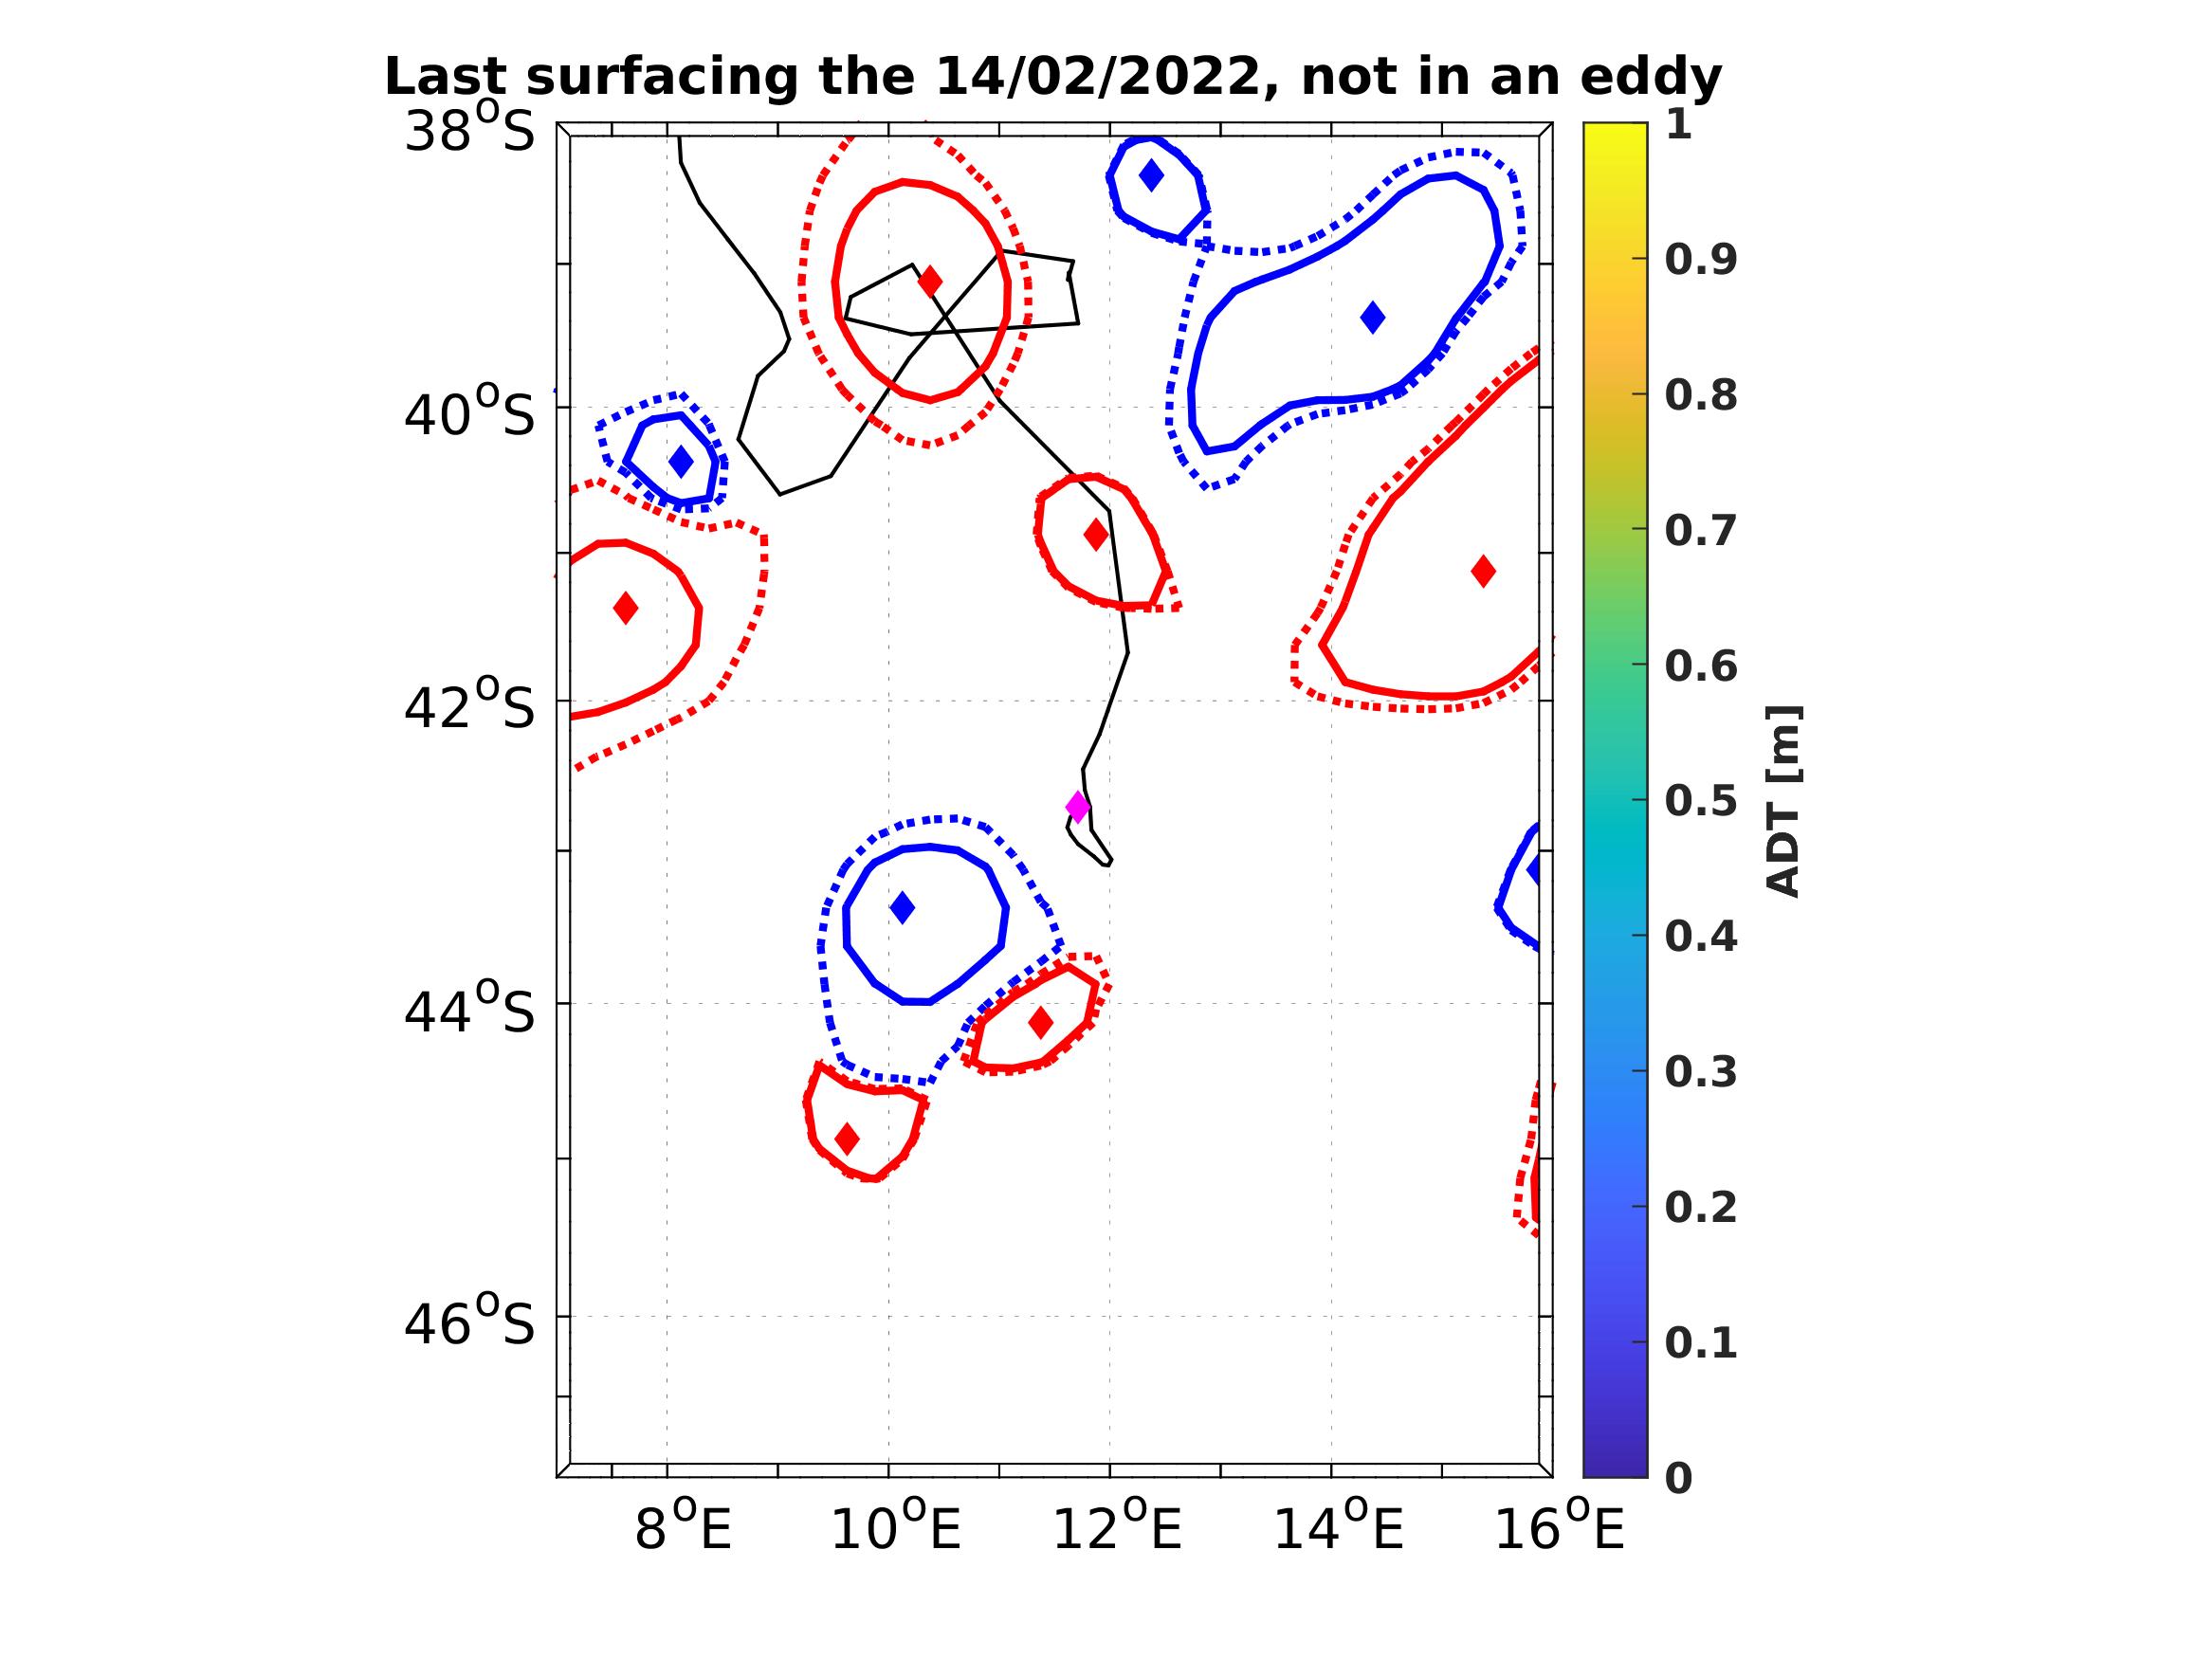 Last surfacing the 14/02/2022, not in an eddy
38°S
40°S
42°S
44°S
46°S
8°E
10°E
12°E
14°E
16°E
1
0.9
0.8
0.7
0.6
0.5
0.4
0.3
0.2
0.1
0
ADT [m]